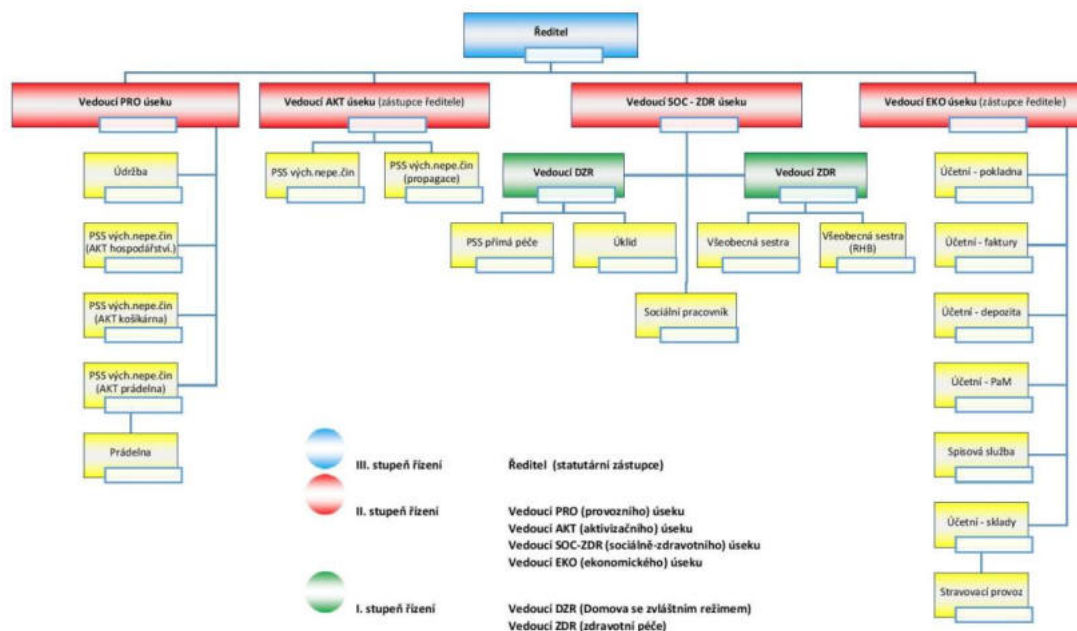 Ředitel
Vedoucí PRO úseku
Vedoucí AKT úseku (zástupce ředitele)
Vedoucí SOC - ZDR úseku
Vedoucí EKO úseku (zástupce ředitele)
Údržba
PSS vých.nepe.čin
(AKT hospodářství.)
PSS vých.nepe.čin
(AKT košíkárna)
PSS vých.nepe.čin
(AKT prádelna)
Prádelna
PSS vých.nepe.čin
PSS vých.nepe.čin
(propagace)
Vedoucí DZR
Vedoucí ZDR
PSS přímá péče
Úklid
Všeobecná sestra
Všeobecná sestra
(RHB)
Sociální pracovník
Účetní - pokladna
Účetní - faktury
Účetní - depozita
Účetní - PaM
Spisová služba
Účetní - sklady
Stravovací provoz
III. stupeň řízení Ředitel (statutární zástupce)
II. stupeň řízení Vedoucí PRO (provozního) úseku
Vedoucí AKT (aktivizačního) úseku
Vedoucí SOC-ZDR (sociálně-zdravotního) úseku
Vedoucí EKO (ekonomického) úseku
I. stupeň řízení Vedoucí DZR (Domova se zvláštním režimem)
Vedoucí ZDR (zdravotní péče)